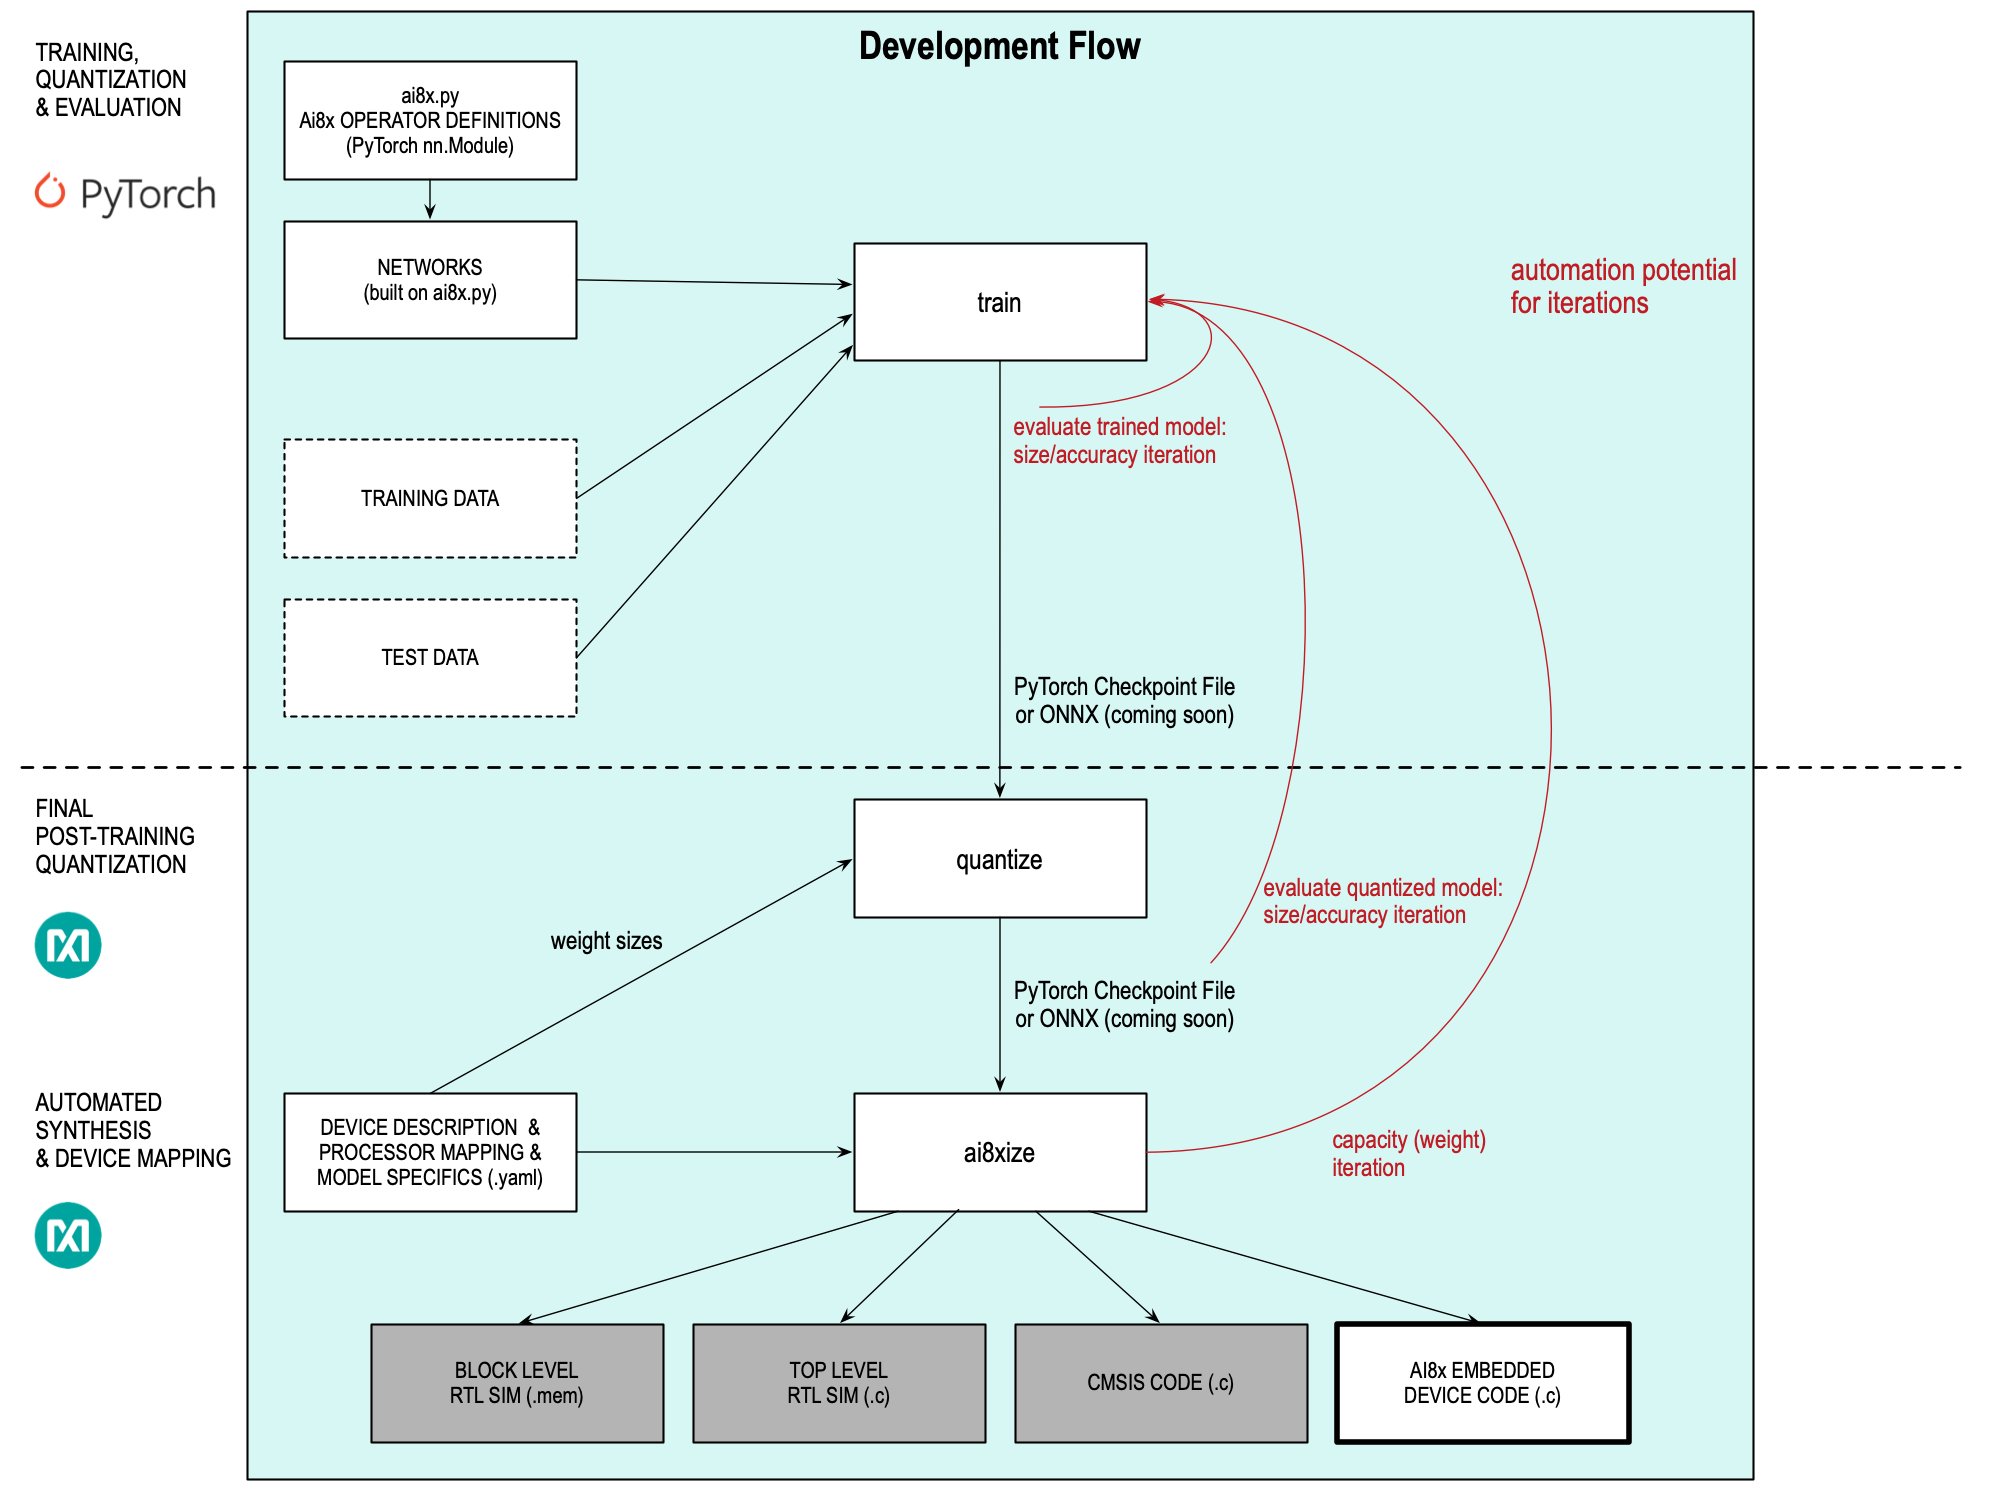 Development Flow
TRAINING,
QUANTIZATION
& EVALUATION
PyTorch
ai8x.py
Ai8x OPERATOR DEFINITIONS
(PyTorch nn.Module)
NETWORKS
(built on ai8x.py)
train
automation potential
for iterations
evaluate trained model:
size/accuracy iteration
TRAINING DATA
TEST DATA
PyTorch Checkpoint File
or ONNX (coming soon)
FINAL
POST-TRAINING
QUANTIZATION
quantize
evaluate quantized model:
size/accuracy iteration
weight sizes
PyTorch Checkpoint File
or ONNX (coming soon)
AUTOMATED
SYNTHESIS
& DEVICE MAPPING
DEVICE DESCRIPTION &
PROCESSOR MAPPING &
MODEL SPECIFICS (.yaml)
ai8xize
capacity (weight)
iteration
BLOCK LEVEL
RTL SIM (.mem)
TOP LEVEL
RTL SIM (.c)
CMSIS CODE (.c)
AI8x EMBEDDED
DEVICE CODE (.c)